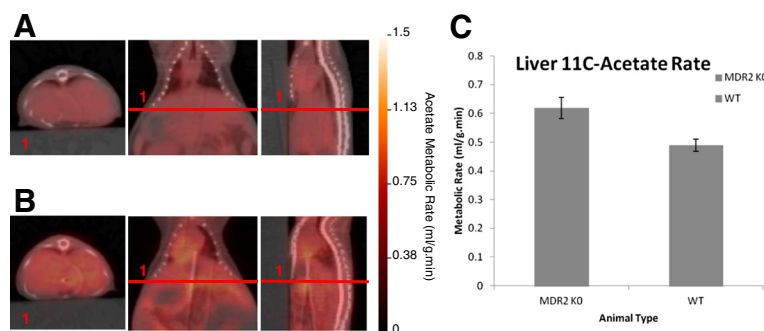 A
1
1
1
B
1
1
1
1.5
1.13
0.75
0.38
0
Acetate Metabolic Rate (ml/g.min)
C
Liver 11C-Acetate Rate
MDR2 K0
WT
0.8
0.7
0.6
0.5
0.4
0.3
0.2
0.1
0
Metabolic Rate (ml/g.min)
MDR2 K0
WT
Animal Type